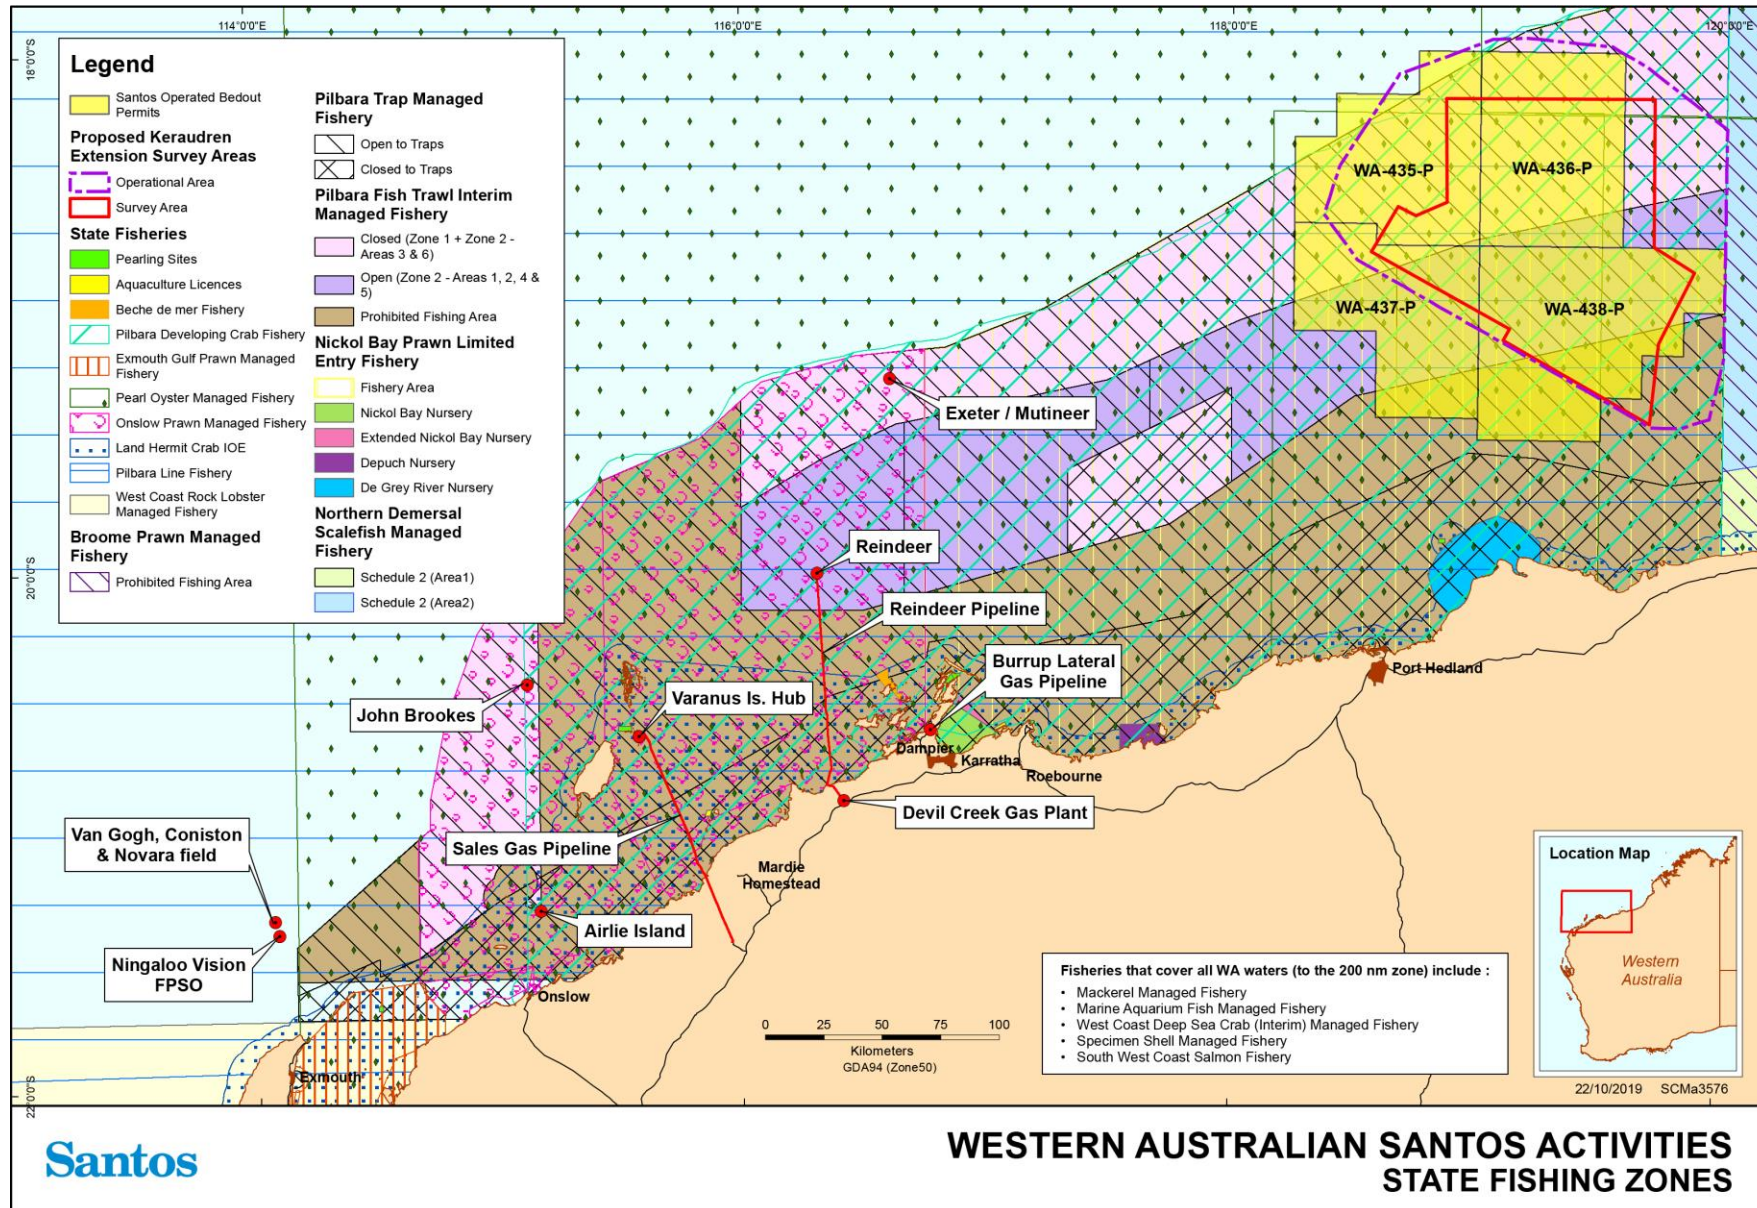 114°0'0"E
116°0'0"E
118°0'0"E
120°0'0"E
18°0'0"S
20°0'0"S
22°0'0"S
Legend
Santos Operated Bedout
Permits
Proposed Keraudren
Extension Survey Areas
Operational Area
Survey Area
State Fisheries
Pearling Sites
Aquaculture Licences
Beche de mer Fishery
Pilbara Developing Crab Fishery
Exmouth Gulf Prawn Managed
Fishery
Pearl Oyster Managed Fishery
Onslow Prawn Managed Fishery
Land Hermit Crab IOE
Pilbara Line Fishery
West Coast Rock Lobster
Managed Fishery
Broome Prawn Managed
Fishery
Prohibited Fishing Area
Pilbara Trap Managed
Fishery
Open to Traps
Closed to Traps
Pilbara Fish Trawl Interim
Managed Fishery
Closed (Zone 1 + Zone 2 -
Areas 3 & 6)
Open (Zone 2 - Areas 1, 2, 4 &
5)
Prohibited Fishing Area
Nickol Bay Prawn Limited
Entry Fishery
Fishery Area
Nickol Bay Nursery
Extended Nickol Bay Nursery
Depuch Nursery
De Grey River Nursery
Northern Demersal
Scalefish Managed
Fishery
Schedule 2 (Area1)
Schedule 2 (Area2)
WA-435-P
WA-436-P
WA-437-P
WA-438-P
Exeter / Mutineer
Reindeer
Reindeer Pipeline
Burrup Lateral
Gas Pipeline
Port Hedland
Varanus Is. Hub
John Brookes
Dampier
Karratha
Roebourne
Devil Creek Gas Plant
Van Gogh, Coniston
& Novara field
Sales Gas Pipeline
Mardie
Homestead
Airlie Island
Ningaloo Vision
FPSO
Onslow
Exmouth
0 25 50 75 100
Kilometers
GDA94 (Zone50)
Fisheries that cover all WA waters (to the 200 nm zone) include :
• Mackerel Managed Fishery
• Marine Aquarium Fish Managed Fishery
• West Coast Deep Sea Crab (Interim) Managed Fishery
• Specimen Shell Managed Fishery
• South West Coast Salmon Fishery
Location Map
Western
Australia
22/10/2019 SCMa3576
Santos
WESTERN AUSTRALIAN SANTOS ACTIVITIES
STATE FISHING ZONES